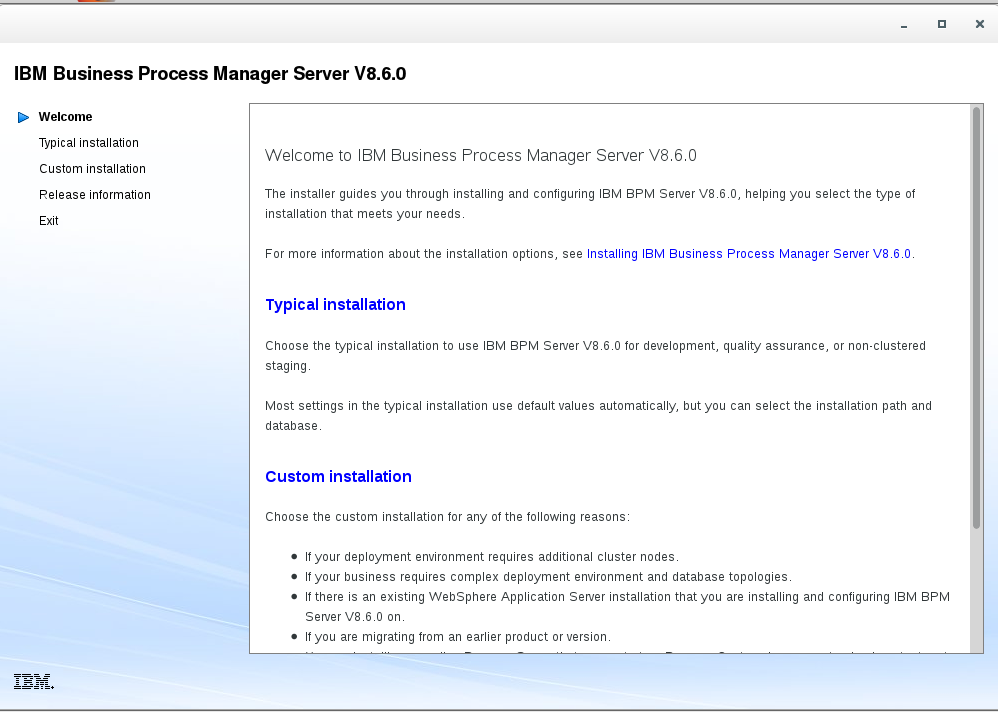 IBM Business Process Manager Server V8.6.0
Welcome
Typical installation
Custom installation
Release information
Exit
Welcome to IBM Business Process Manager Server V8.6.0
The installer guides you through installing and configuring IBM BPM Server V8.6.0, helping you select the type of
installation that meets your needs.
For more information about the installation options, see Installing IBM Business Process Manager Server V8.6.0.
Typical installation
Choose the typical installation to use IBM BPM Server V8.6.0 for development, quality assurance, or non-clustered
staging.
Most settings in the typical installation use default values automatically, but you can select the installation path and
database.
Custom installation
Choose the custom installation for any of the following reasons:
● If your deployment environment requires additional cluster nodes.
● If your business requires complex deployment environment and database topologies.
● If there is an existing WebSphere Application Server installation that you are installing and configuring IBM BPM
Server V8.6.0 on.
● If you are migrating from an earlier product or version.
IBM.